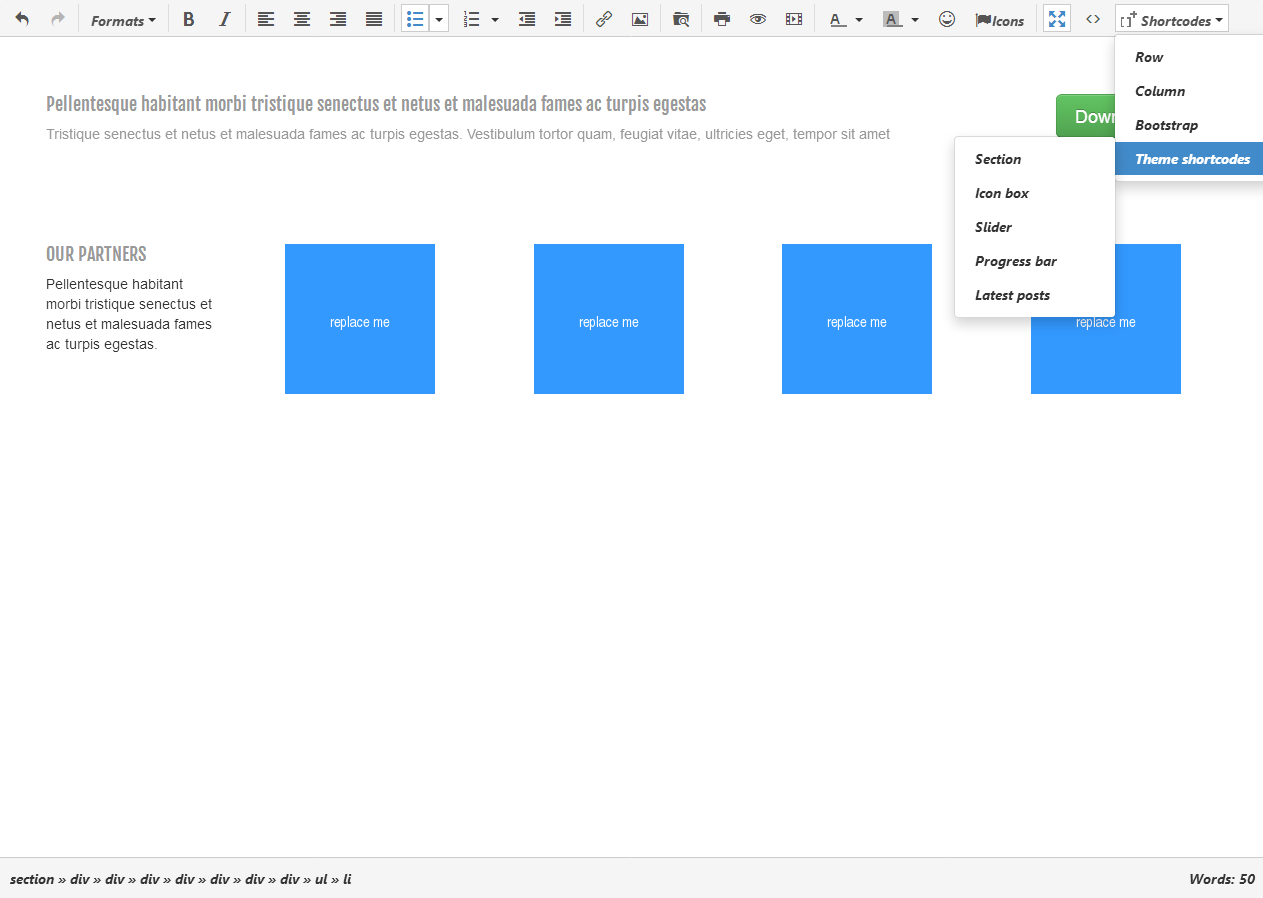 Formats
B
I
A
A
Icons
Shortcodes
Row
Column
Bootstrap
Theme shortcodes
Section
Icon box
Slider
Progress bar
Latest posts
Pellentesque habitant morbi tristique senectus et netus et malesuada fames ac turpis egestas
Tristique senectus et netus et malesuada fames ac turpis egestas. Vestibulum tortor quam, feugiat vitae, ultricies eget, tempor sit amet
OUR PARTNERS
Pellentesque habitant
morbi tristique senectus et
netus et malesuada fames
ac turpis egestas.
replace me
replace me
replace me
replace me
section » div » div » div » div » div » div » div » ul » li
Words: 50